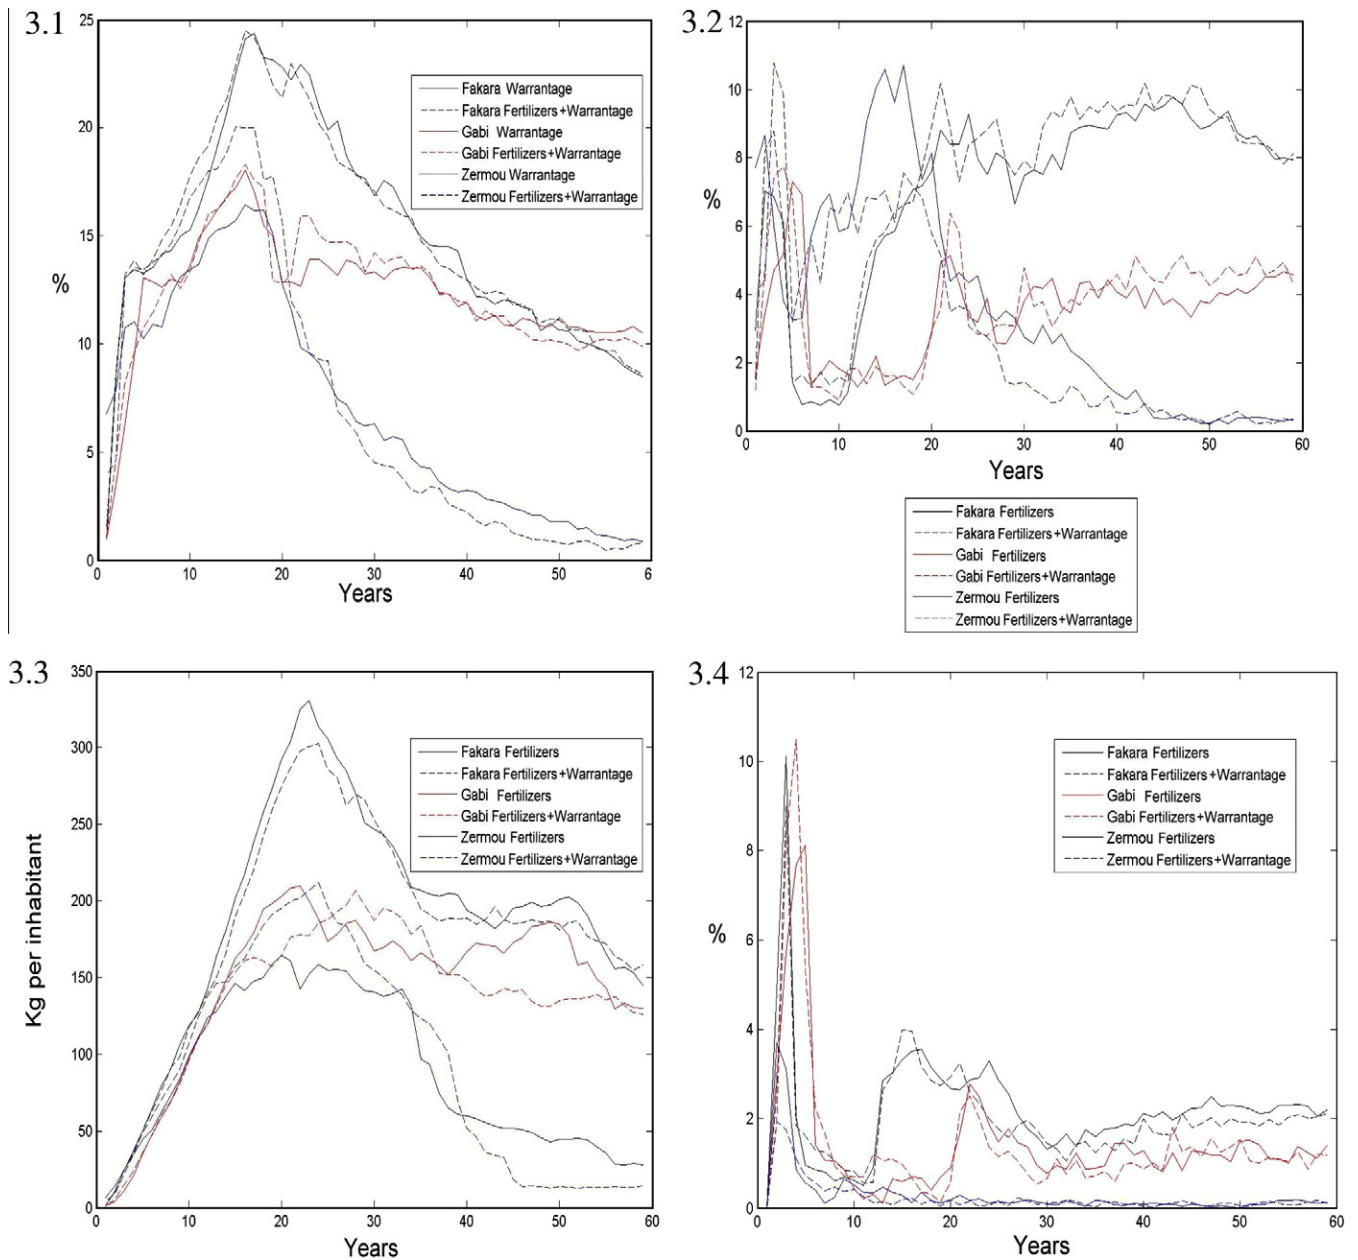 3.1
25
20
25
15
%
10
5
0
0
10
20
30
40
50
6
Years
Fakara Warrantage
Fakara Fertilizers+Warrantage
Gabi Warrantage
Gabi Fertilizers+Warrantage
Zermou Warrantage
Zermou Fertilizers+Warrantage
3.2
12
10
8
%
6
4
2
0
0
10
20
30
40
50
60
Years
Fakara Fertilizers
Fakara Fertilizers+Warrantage
Gabi Fertilizers
Gabi Fertilizers+Warrantage
Zermou Fertilizers
Zermou Fertilizers+Warrantage
3.3
350
300
250
200
150
100
50
0
Kg per inhabitant
0
10
20
30
40
50
60
Years
Fakara Fertilizers
Fakara Fertilizers+Warrantage
Gabi Fertilizers
Gabi Fertilizers+Warrantage
Zermou Fertilizers
Zermou Fertilizers+Warrantage
3.4
12
10
8
%
6
4
2
0
0
10
20
30
40
50
60
Years
Fakara Fertilizers
Fakara Fertilizers+Warrantage
Gabi Fertilizers
Gabi Fertilizers+Warrantage
Zermou Fertilizers
Zermou Fertilizers+Warrantage